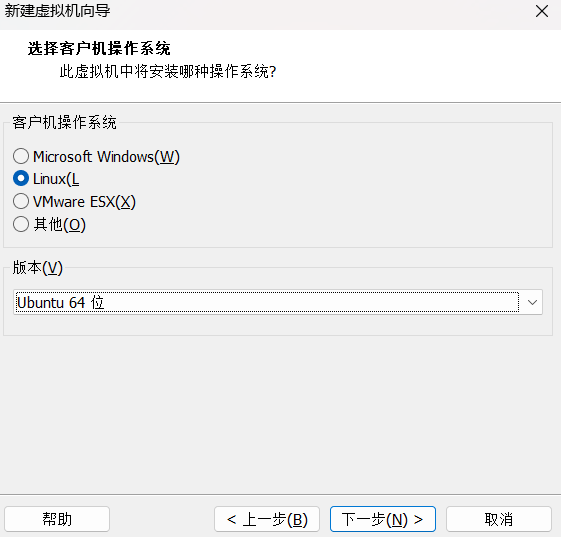 新建虚拟机向导
选择客户机操作系统
此虚拟机中将安装哪种操作系统?
客户机操作系统
Microsoft Windows(W)
Linux(L
VMware ESX(X)
其他(O)
版本(V)
Ubuntu 64 位
帮助
< 上一步(B)
下一步(N) >
取消